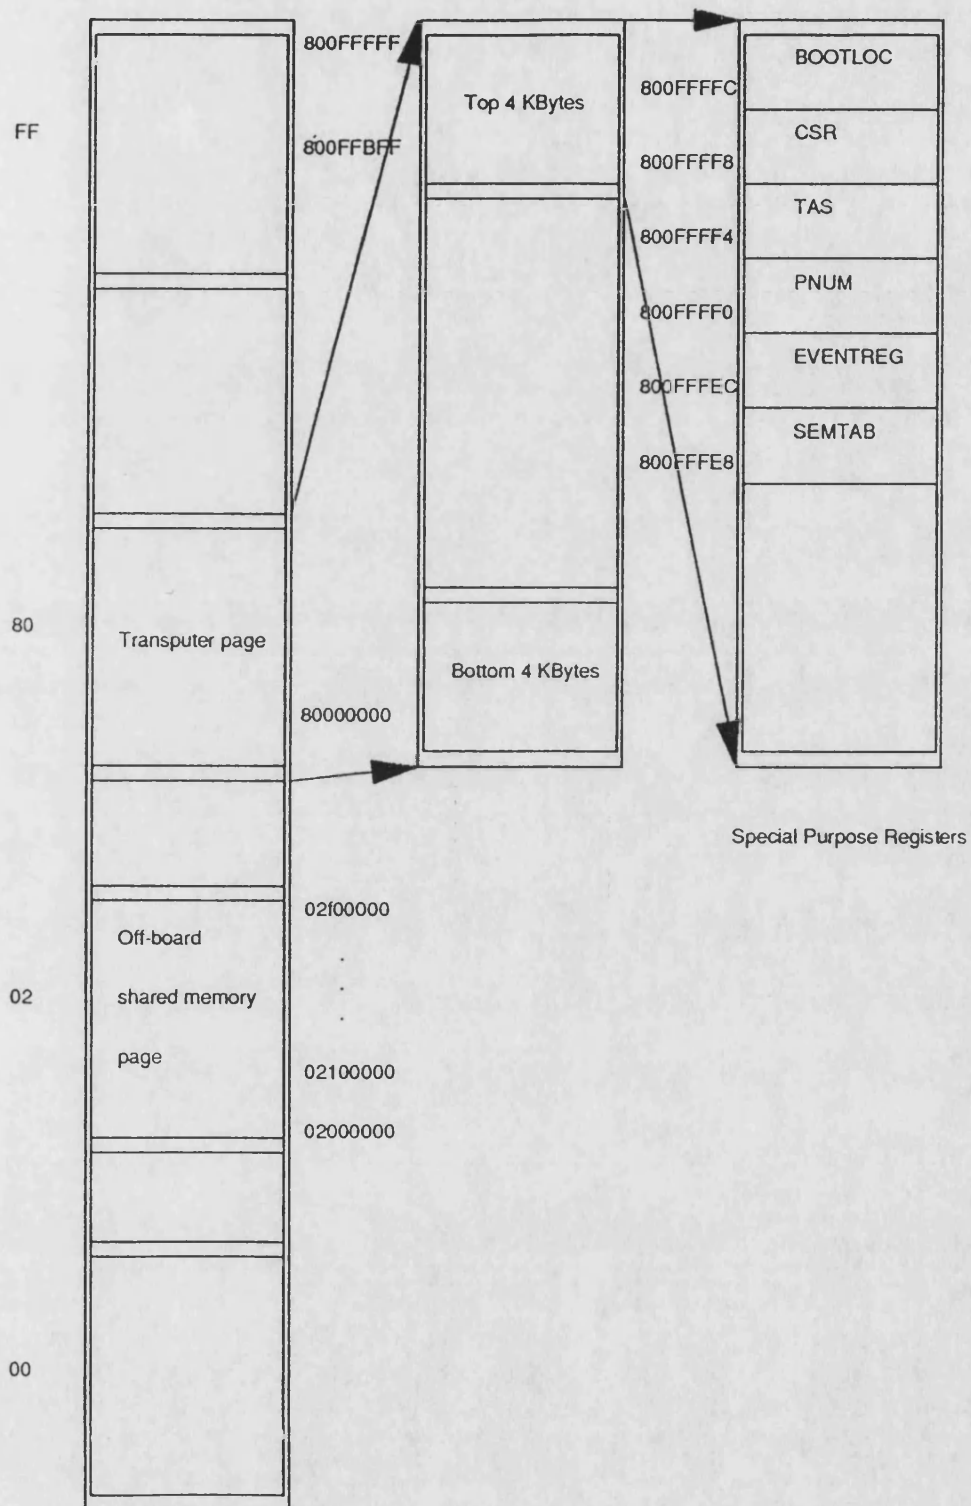 800FFFFF
BOOTLOC
800FFFFC
Top 4 KBytes
FF
800FFBFF
CSR
800FFFF8
TAS
800FFFF4
PNUM
800FFFF0
EVENTREG
800FFFEC
SEMTAB
800FFFE8
80
Transputer page
Bottom 4 KBytes
80000000
Special Purpose Registers
02f00000
Off-board
02
shared memory
page
02100000
02000000
00